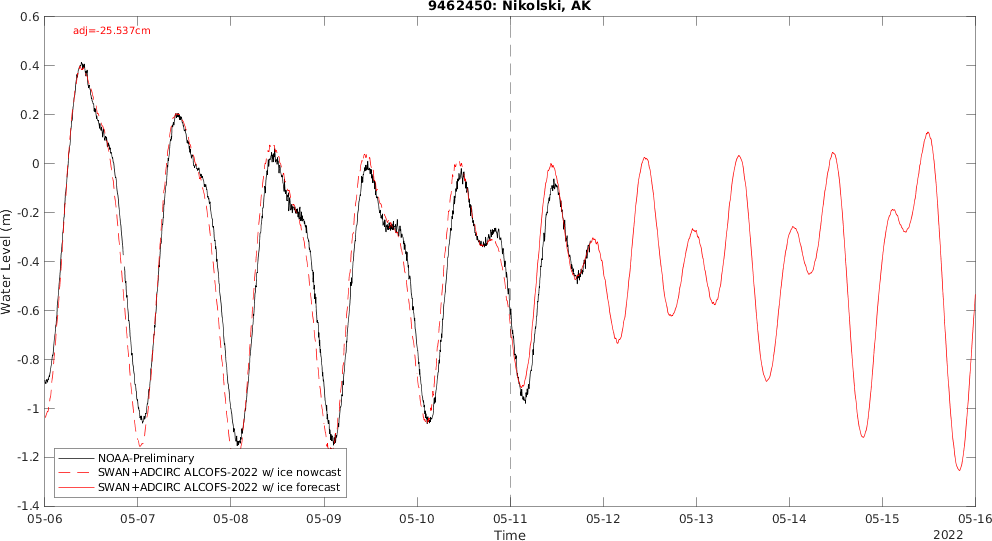 9462450: Nikolski, AK
adj=-25.537cm
0.6
0.4
0.2
0
-0.2
-0.4
-0.6
-0.8
-1
-1.2
-1.4
Water Level (m)
NOAA-Preliminary
SWAN+ADCIRC ALCOFS-2022 w/ ice nowcast
SWAN+ADCIRC ALCOFS-2022 w/ ice forecast
05-06 05-07 05-08 05-09 05-10 05-11 05-12 05-13 05-14 05-15 05-16
Time
2022